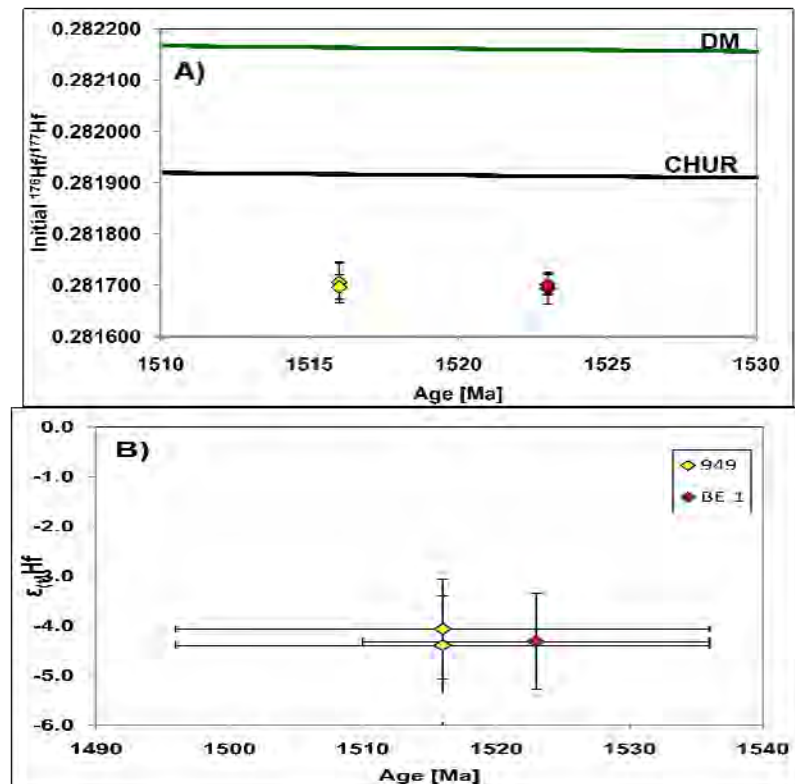 0.282200
DM
0.282100
A)
0.282000
0.281900
CHUR
0.281800
0.281700
0.281600
Initial ¹⁷⁶Hf/¹⁷⁷Hf
1510 1515 1520 1525 1530
Age [Ma]
0.0
B)
-1.0
-2.0
-3.0
-4.0
-5.0
-6.0
949
BE 1
ε₍ₜ₎Hf
1490 1500 1510 1520 1530 1540
Age [Ma]